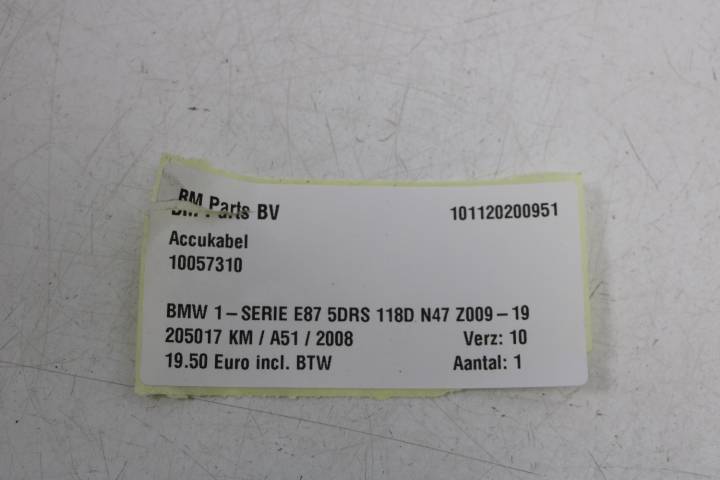 BM Parts BV 101120200951
Accukabel
10057310
BMW 1-SERIE E87 5DRS 118D N47 Z009-19
205017 KM / A51 / 2008 Verz: 10
19.50 Euro incl. BTW Aantal: 1